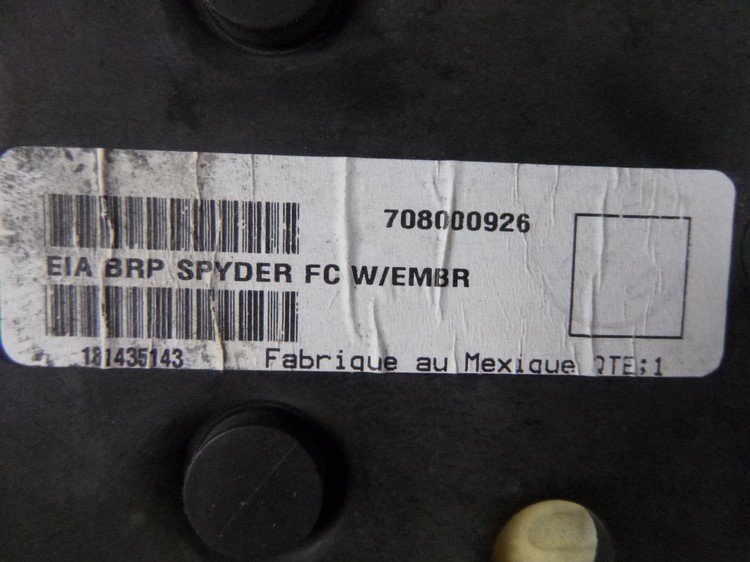 708000926
EIA BRP SPYDER FC W/EMBR
181435143 Fabrique au Mexique QTE:1